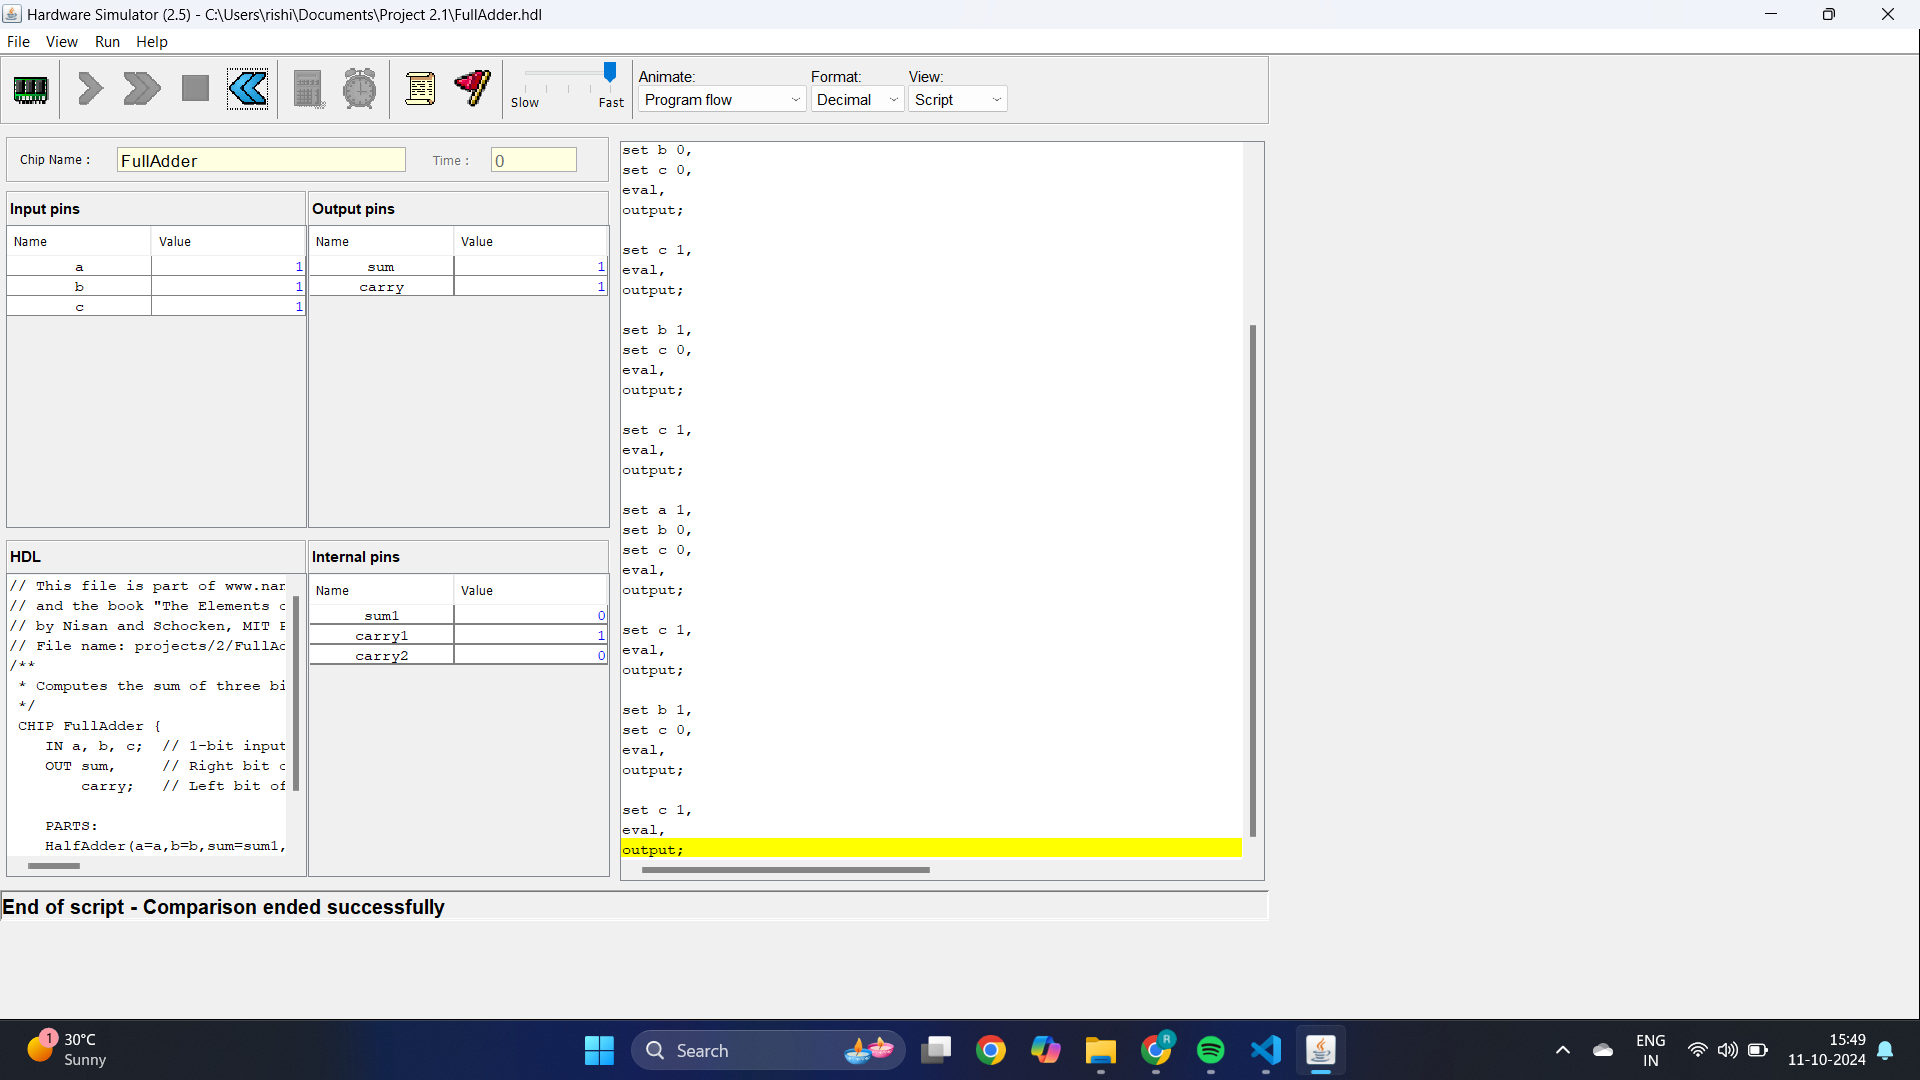 Hardware Simulator (2.5) - C:\Users\rishi\Documents\Project 2.1\FullAdder.hdl
File View Run Help
Slow Fast
Animate: Format: View:
Program flow Decimal Script
Chip Name : FullAdder Time : 0
Input pins
Name Value
a 1
b 1
c 1
Output pins
Name Value
sum 1
carry 1
HDL
// This file is part of www.nan
// and the book "The Elements o
// by Nisan and Schocken, MIT P
// File name: projects/2/FullAd
/**
* Computes the sum of three bi
*/
CHIP FullAdder {
IN a, b, c; // 1-bit input
OUT sum, // Right bit o
carry; // Left bit of
PARTS:
HalfAdder(a=a,b=b,sum=sum1,
Internal pins
Name Value
sum1 0
carry1 1
carry2 0
set b 0,
set c 0,
eval,
output;
set c 1,
eval,
output;
set b 1,
set c 0,
eval,
output;
set c 1,
eval,
output;
set a 1,
set b 0,
set c 0,
eval,
output;
set c 1,
eval,
output;
set b 1,
set c 0,
eval,
output;
set c 1,
eval,
output;
End of script - Comparison ended successfully
1
30°C
Sunny
Search
R
ENG
IN
15:49
11-10-2024